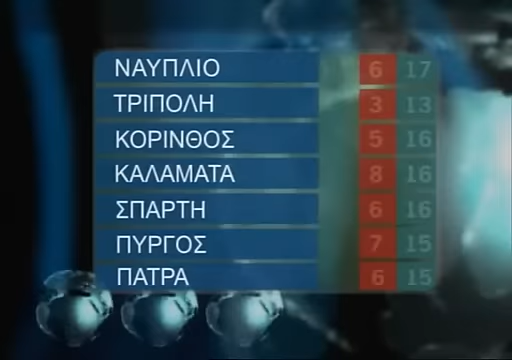 ΝΑΥΠΛΙΟ 6 17
ΤΡΙΠΟΛΗ 3 13
ΚΟΡΙΝΘΟΣ 5 16
ΚΑΛΑΜΑΤΑ 8 16
ΣΠΑΡΤΗ 6 16
ΠΥΡΓΟΣ 7 15
ΠΑΤΡΑ 6 15